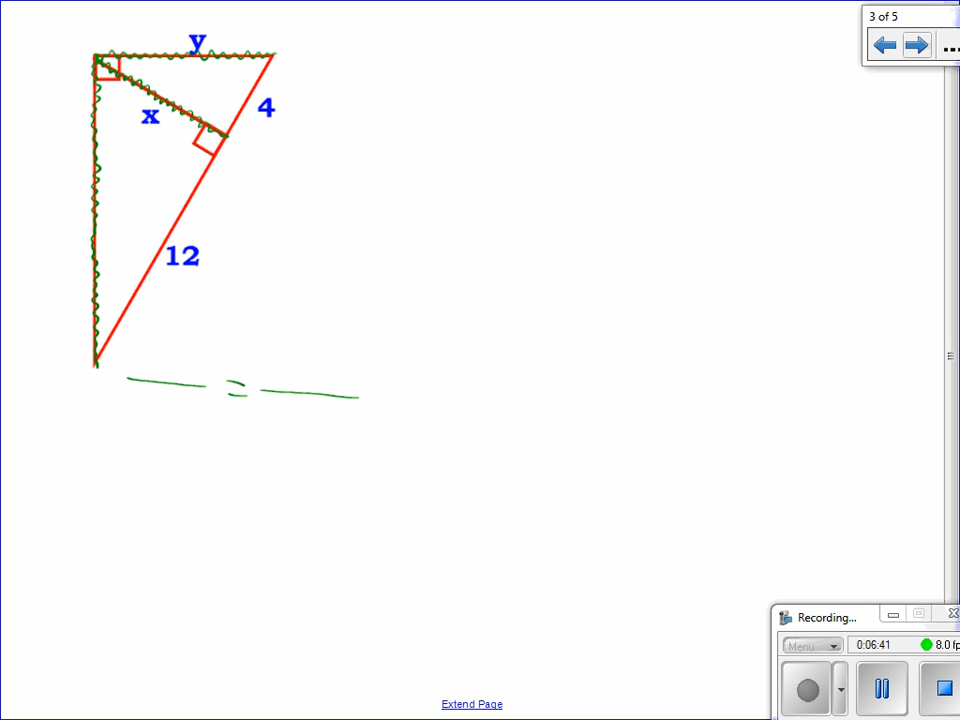 3 of 5
...
y
4
x
12
=
Recording...
Menu
0:06:41
8.0 fp
Extend Page